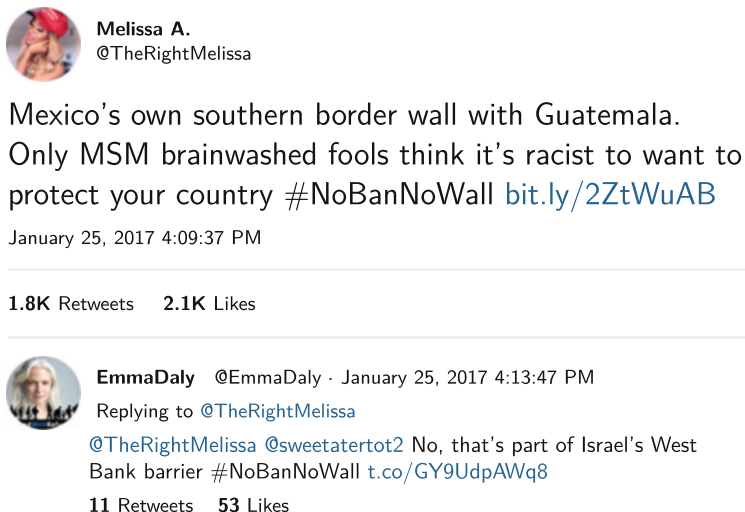 Melissa A.
@TheRightMelissa
Mexico's own southern border wall with Guatemala.
Only MSM brainwashed fools think it's racist to want to
protect your country #NoBanNoWall bit.ly/2ZtWuAB
January 25, 2017 4:09:37 PM
1.8K Retweets 2.1K Likes
EmmaDaly @EmmaDaly · January 25, 2017 4:13:47 PM
Replying to @TheRightMelissa
@TheRightMelissa @sweetatertot2 No, that's part of Israel's West
Bank barrier #NoBanNoWall t.co/GY9UdpAWq8
11 Retweets 53 Likes